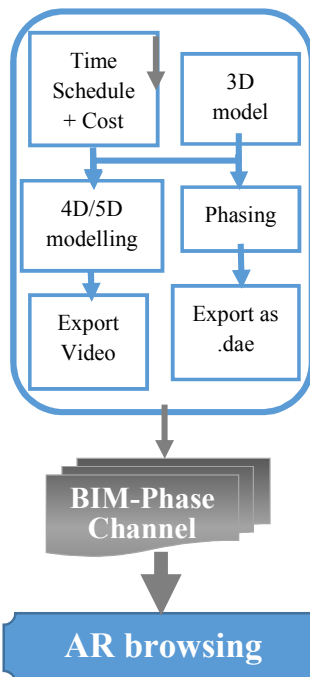 Time
Schedule
+ Cost
3D
model
4D/5D
modelling
Phasing
Export
Video
Export as
.dae
BIM-Phase
Channel
AR browsing